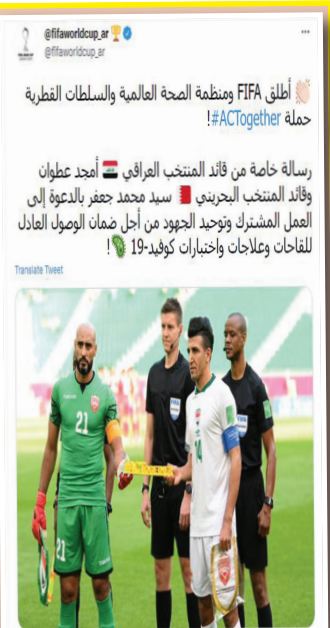 @fifaworldcup_ar 🏆
@fifaworldcup_ar
👏🏻 أطلق FIFA ومنظمة الصحة العالمية والسلطات القطرية
حملة ACTogether#!
رسالة خاصة من قائد المنتخب العراقي 🇮🇶 أمجد عطوان
وقائد المنتخب البحريني 🇧🇭 سيد محمد جعفر بالدعوة إلى
العمل المشترك وتوحيد الجهود من أجل ضمان الوصول العادل
للقاحات وعلاجات واختبارات كوفيد-19 🦠!
Translate Tweet
21
21
14